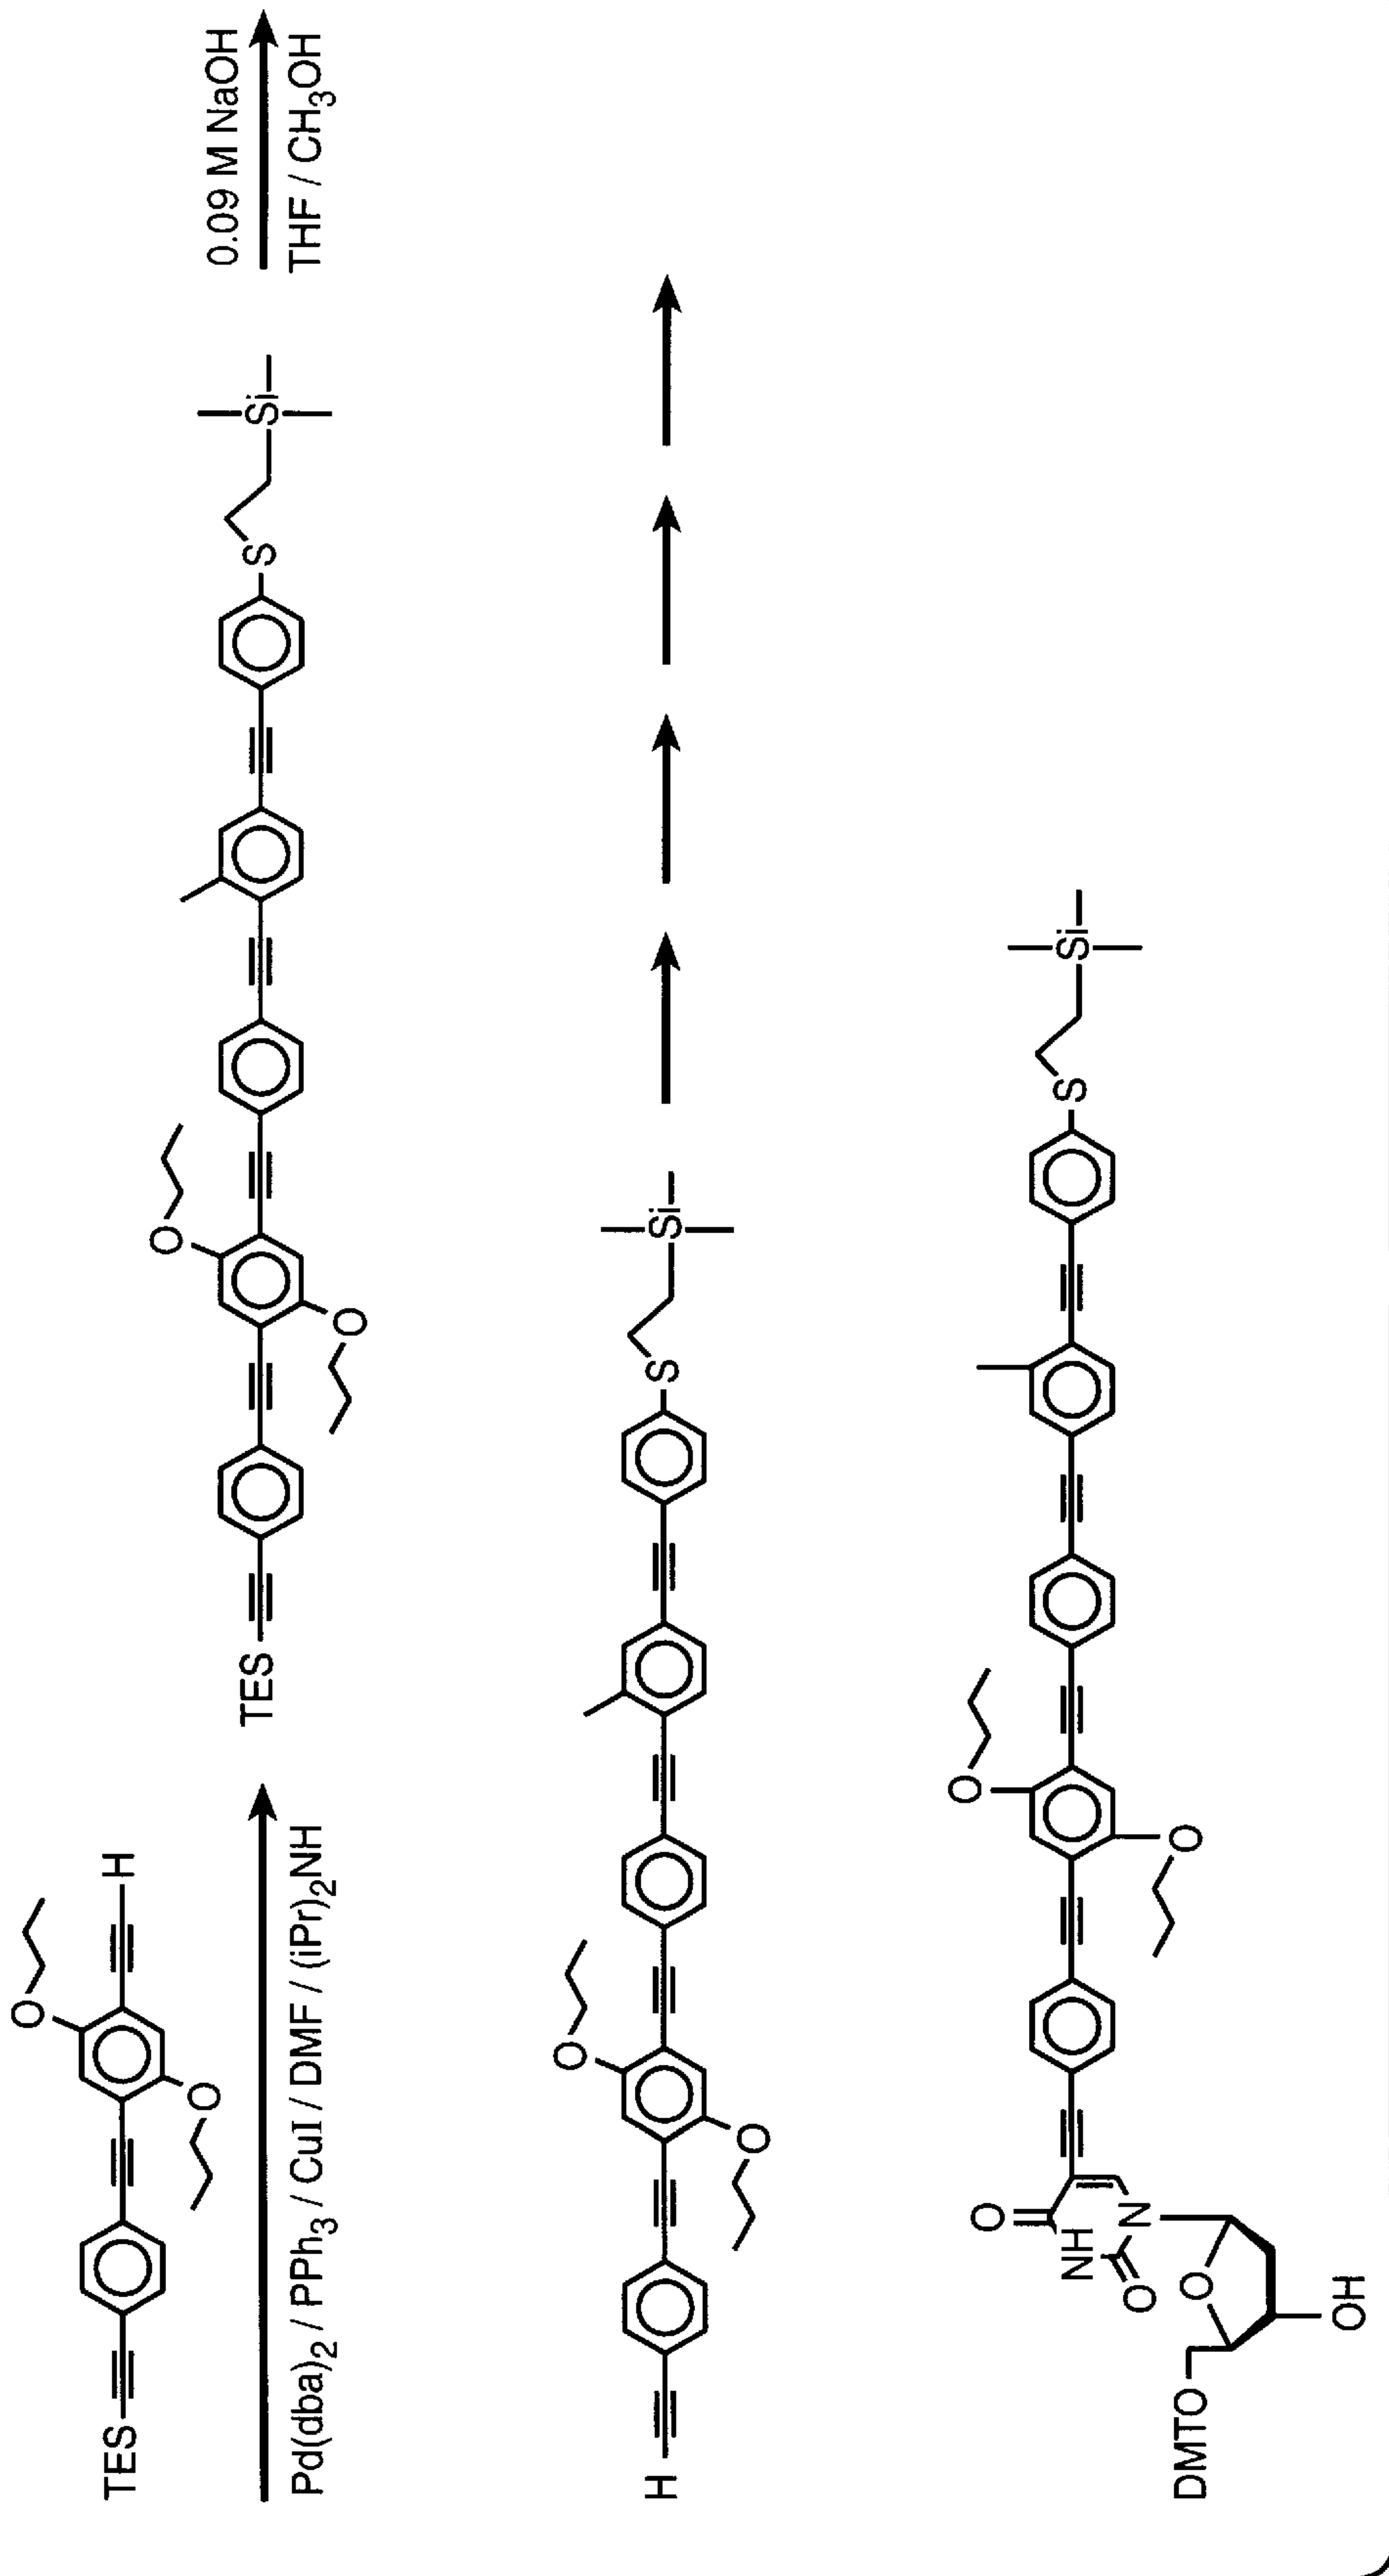 O
TES H
O
Pd(dba)2 / PPh3 / CuI / DMF / (iPr)2NH
O
TES S Si
O
0.09 M NaOH
THF / CH3OH
O
H S Si
O
O O
NH S Si
N
O
O O
DMTO
OH